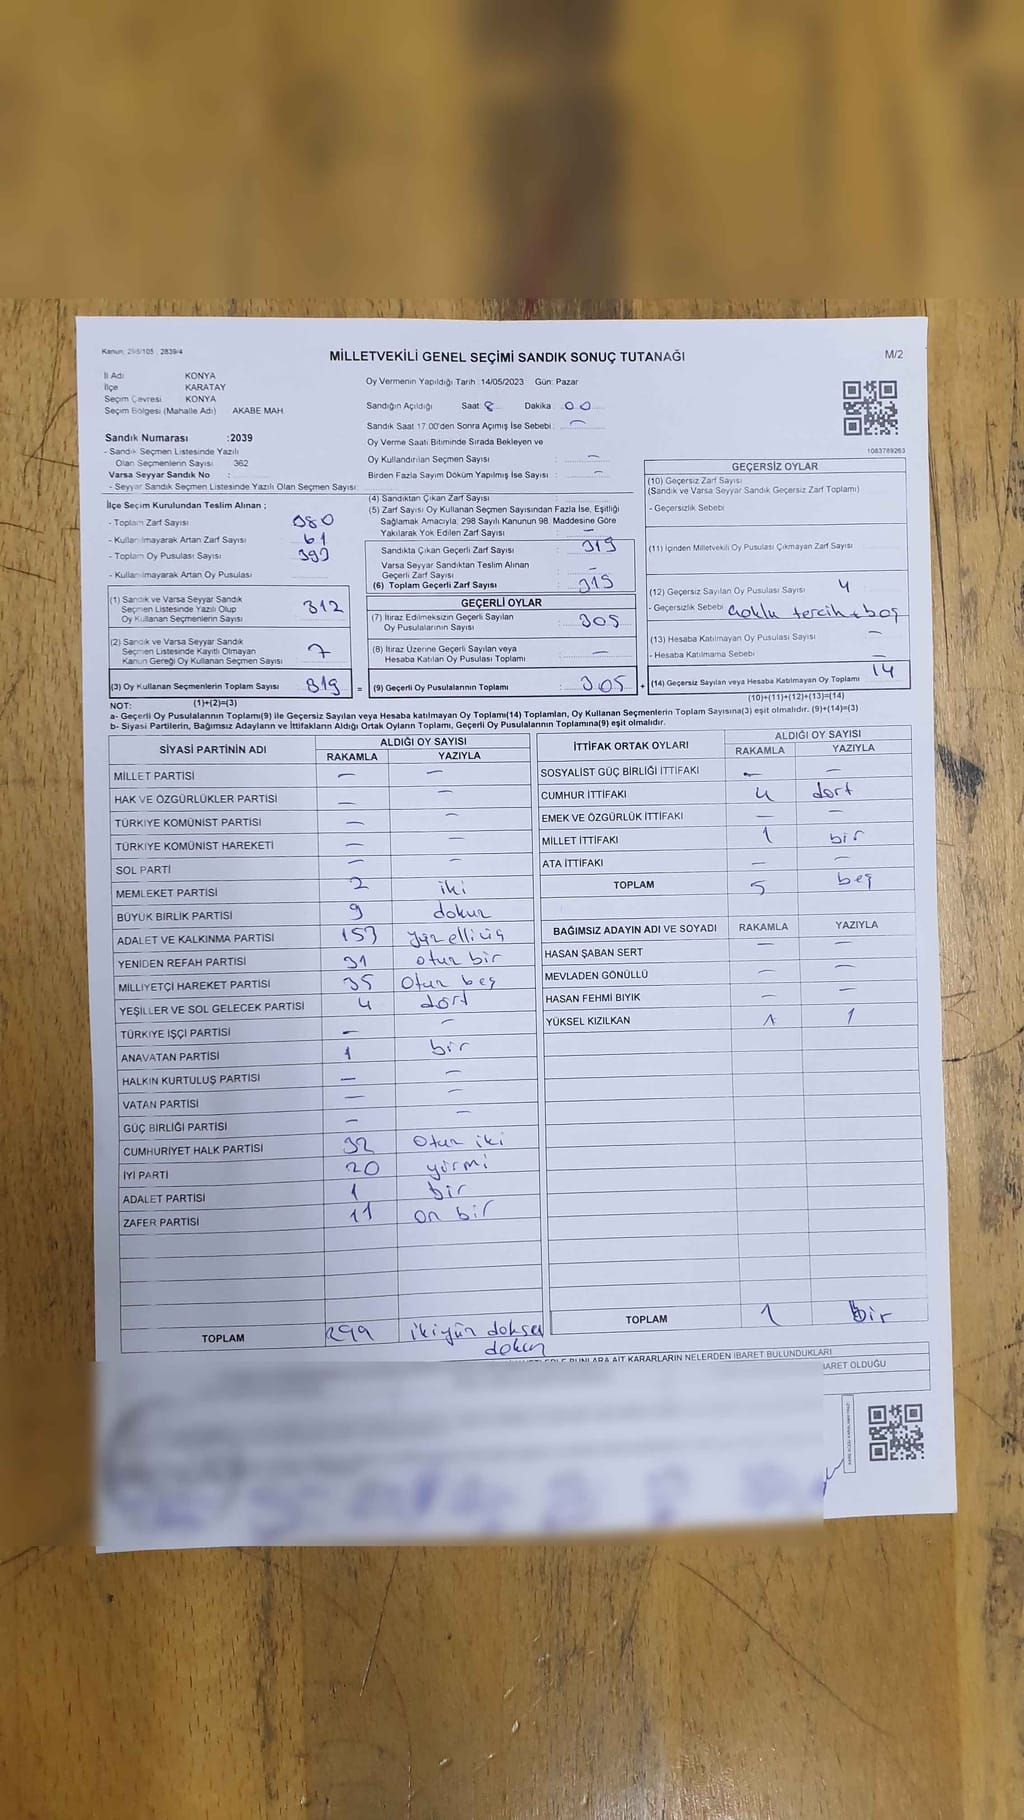 Kanun: 298/105 , 2839/4
MİLLETVEKİLİ GENEL SEÇİMİ SANDIK SONUÇ TUTANAĞI
M/2
İl Adı KONYA
İlçe KARATAY
Seçim Çevresi KONYA
Seçim Bölgesi (Mahalle Adı) AKABE MAH.
Oy Vermenin Yapıldığı Tarih :14/05/2023 Gün: Pazar
Sandığın Açıldığı Saat 8 Dakika : 00
Sandık Saat 17.00'den Sonra Açımış İse Sebebi : —
Oy Verme Saati Bitiminde Sırada Bekleyen ve
Oy Kullandırılan Seçmen Sayısı : —
Birden Fazla Sayım Döküm Yapılmış İse Sayısı : —
1083789263
Sandık Numarası :2039
- Sandık Seçmen Listesinde Yazılı
Olan Seçmenlerin Sayısı 362
Varsa Seyyar Sandık No :
- Seyyar Sandık Seçmen Listesinde Yazılı Olan Seçmen Sayısı:
İlçe Seçim Kurulundan Teslim Alınan ;
- Toplam Zarf Sayısı 380
- Kullanılmayarak Artan Zarf Sayısı 61
- Toplam Oy Pusulası Sayısı 393
- Kullanılmayarak Artan Oy Pusulası
(1) Sandık ve Varsa Seyyar Sandık
Seçmen Listesinde Yazılı Olup
Oy Kullanan Seçmenlerin Sayısı 312
(2) Sandık ve Varsa Seyyar Sandık
Seçmen Listesinde Kayıtlı Olmayan
Kanun Gereği Oy Kullanan Seçmen Sayısı 7
(3) Oy Kullanan Seçmenlerin Toplam Sayısı 319 =
(4) Sandıktan Çıkan Zarf Sayısı :
(5) Zarf Sayısı Oy Kullanan Seçmen Sayısından Fazla İse, Eşitliği
Sağlamak Amacıyla, 298 Sayılı Kanunun 98. Maddesine Göre
Yakılarak Yok Edilen Zarf Sayısı : —
Sandıkta Çıkan Geçerli Zarf Sayısı : 319
Varsa Seyyar Sandıktan Teslim Alınan
Geçerli Zarf Sayısı : —
(6) Toplam Geçerli Zarf Sayısı : 319
GEÇERLİ OYLAR
(7) İtiraz Edilmeksizin Geçerli Sayılan
Oy Pusulalarının Sayısı : 305
(8) İtiraz Üzerine Geçerli Sayılan veya
Hesaba Katılan Oy Pusulası Toplamı : —
(9) Geçerli Oy Pusulalarının Toplamı : 305 +
GEÇERSİZ OYLAR
(10) Geçersiz Zarf Sayısı
(Sandık ve Varsa Seyyar Sandık Geçersiz Zarf Toplamı)
- Geçersizlik Sebebi
(11) İçinden Milletvekili Oy Pusulası Çıkmayan Zarf Sayısı
(12) Geçersiz Sayılan Oy Pusulası Sayısı 4
- Geçersizlik Sebebi çoklu tercih + boş
(13) Hesaba Katılmayan Oy Pusulası Sayısı —
- Hesaba Katılmama Sebebi —
(14) Geçersiz Sayılan veya Hesaba Katılmayan Oy Toplamı 14
NOT: (1)+(2)=(3)
(10)+(11)+(12)+(13)=(14)
a- Geçerli Oy Pusulalarının Toplamı(9) ile Geçersiz Sayılan veya Hesaba katılmayan Oy Toplamı(14) Toplamları, Oy Kullanan Seçmenlerin Toplam Sayısına(3) eşit olmalıdır. (9)+(14)=(3)
b- Siyasi Partilerin, Bağımsız Adayların ve İttifakların Aldığı Ortak Oyların Toplamı, Geçerli Oy Pusulalarının Toplamına(9) eşit olmalıdır.
SİYASİ PARTİNİN ADI ALDIĞI OY SAYISI
RAKAMLA YAZIYLA
MİLLET PARTİSİ — —
HAK VE ÖZGÜRLÜKLER PARTİSİ — —
TÜRKİYE KOMÜNİST PARTİSİ — —
TÜRKİYE KOMÜNİST HAREKETİ — —
SOL PARTİ — —
MEMLEKET PARTİSİ 2 iki
BÜYÜK BİRLİK PARTİSİ 9 dokuz
ADALET VE KALKINMA PARTİSİ 153 yüzelliüç
YENİDEN REFAH PARTİSİ 31 otuz bir
MİLLİYETÇİ HAREKET PARTİSİ 35 Otuz beş
YEŞİLLER VE SOL GELECEK PARTİSİ 4 dört
TÜRKİYE İŞÇİ PARTİSİ — —
ANAVATAN PARTİSİ 1 bir
HALKIN KURTULUŞ PARTİSİ — —
VATAN PARTİSİ — —
GÜÇ BİRLİĞİ PARTİSİ — —
CUMHURİYET HALK PARTİSİ 32 Otuz iki
İYİ PARTİ 20 yirmi
ADALET PARTİSİ 1 bir
ZAFER PARTİSİ 11 on bir
TOPLAM 299 ikiyüz doksan
dokuz
İTTİFAK ORTAK OYLARI ALDIĞI OY SAYISI
RAKAMLA YAZIYLA
SOSYALİST GÜÇ BİRLİĞİ İTTİFAKI — —
CUMHUR İTTİFAKI 4 dört
EMEK VE ÖZGÜRLÜK İTTİFAKI — —
MİLLET İTTİFAKI 1 bir
ATA İTTİFAKI — —
TOPLAM 5 beş
BAĞIMSIZ ADAYIN ADI VE SOYADI RAKAMLA YAZIYLA
HASAN ŞABAN SERT — —
MEVLADEN GÖNÜLLÜ — —
HASAN FEHMİ BIYIK — —
YÜKSEL KIZILKAN 1 1
TOPLAM 1 bir
BUNLARA AİT KARARLARIN NELERDEN İBARET BULUNDUKLARI
İBARET OLDUĞU